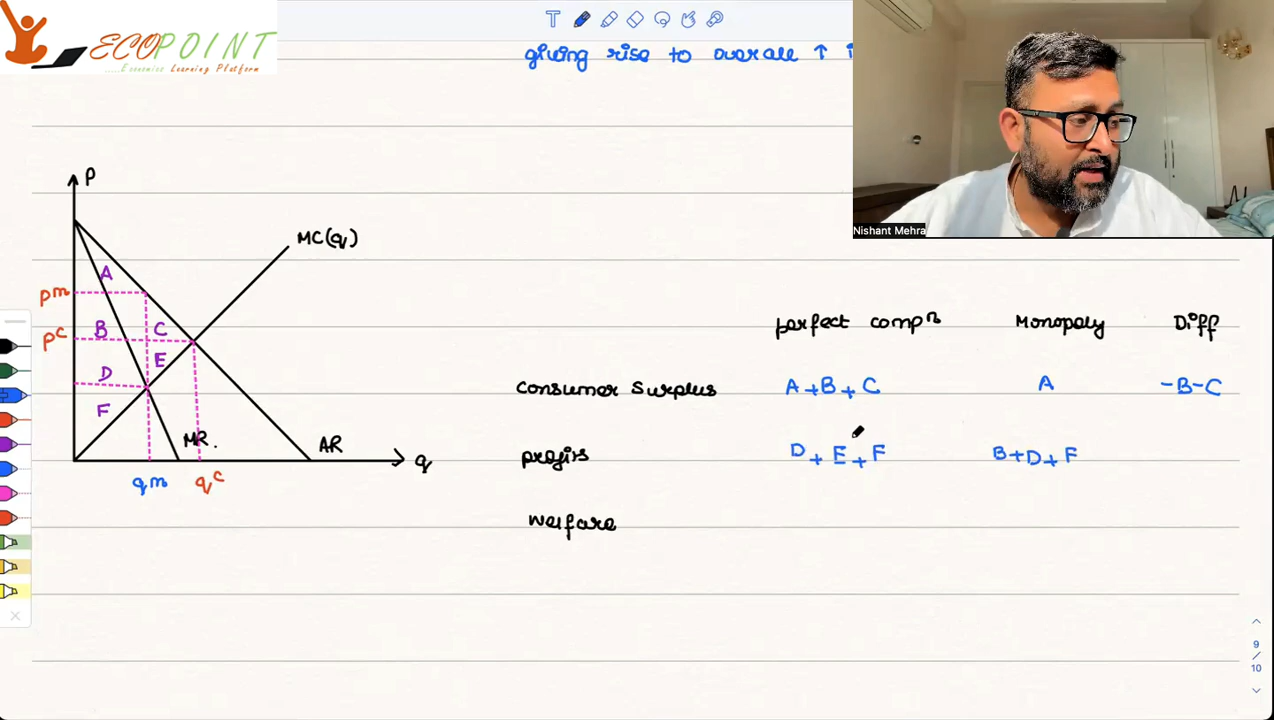 ECOPOINT
Economics Learning Platform
giving rise to overall ↑
Nishant Mehra
P
MC(q)
A
pm
B
C
pc
E
D
F
MR.
AR
q
qm
qc
perfect compn
Monopoly
Diff
Consumer Surplus
A+B+C
A
-B-C
profits
D+E+F
B+D+F
welfare
9
10